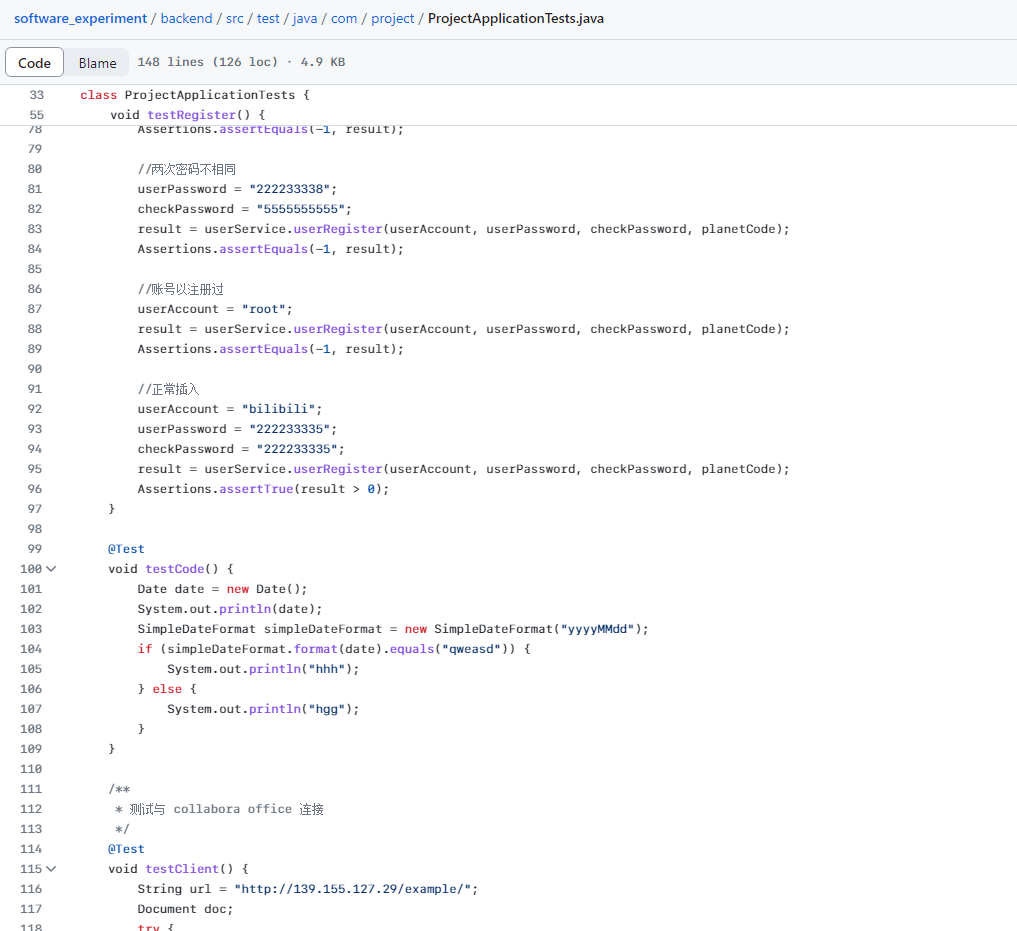 software_experiment / backend / src / test / java / com / project / ProjectApplicationTests.java
Code Blame 148 lines (126 loc) · 4.9 KB
33 class ProjectApplicationTests {
55 void testRegister() {
78 Assertions.assertEquals(-1, result);
79
80 //两次密码不相同
81 userPassword = "222233338";
82 checkPassword = "5555555555";
83 result = userService.userRegister(userAccount, userPassword, checkPassword, planetCode);
84 Assertions.assertEquals(-1, result);
85
86 //账号以注册过
87 userAccount = "root";
88 result = userService.userRegister(userAccount, userPassword, checkPassword, planetCode);
89 Assertions.assertEquals(-1, result);
90
91 //正常插入
92 userAccount = "bilibili";
93 userPassword = "222233335";
94 checkPassword = "222233335";
95 result = userService.userRegister(userAccount, userPassword, checkPassword, planetCode);
96 Assertions.assertTrue(result > 0);
97 }
98
99 @Test
100 void testCode() {
101 Date date = new Date();
102 System.out.println(date);
103 SimpleDateFormat simpleDateFormat = new SimpleDateFormat("yyyyMMdd");
104 if (simpleDateFormat.format(date).equals("qweasd")) {
105 System.out.println("hhh");
106 } else {
107 System.out.println("hgg");
108 }
109 }
110
111 /**
112 * 测试与 collabora office 连接
113 */
114 @Test
115 void testClient() {
116 String url = "http://139.155.127.29/example/";
117 Document doc;
118 try {